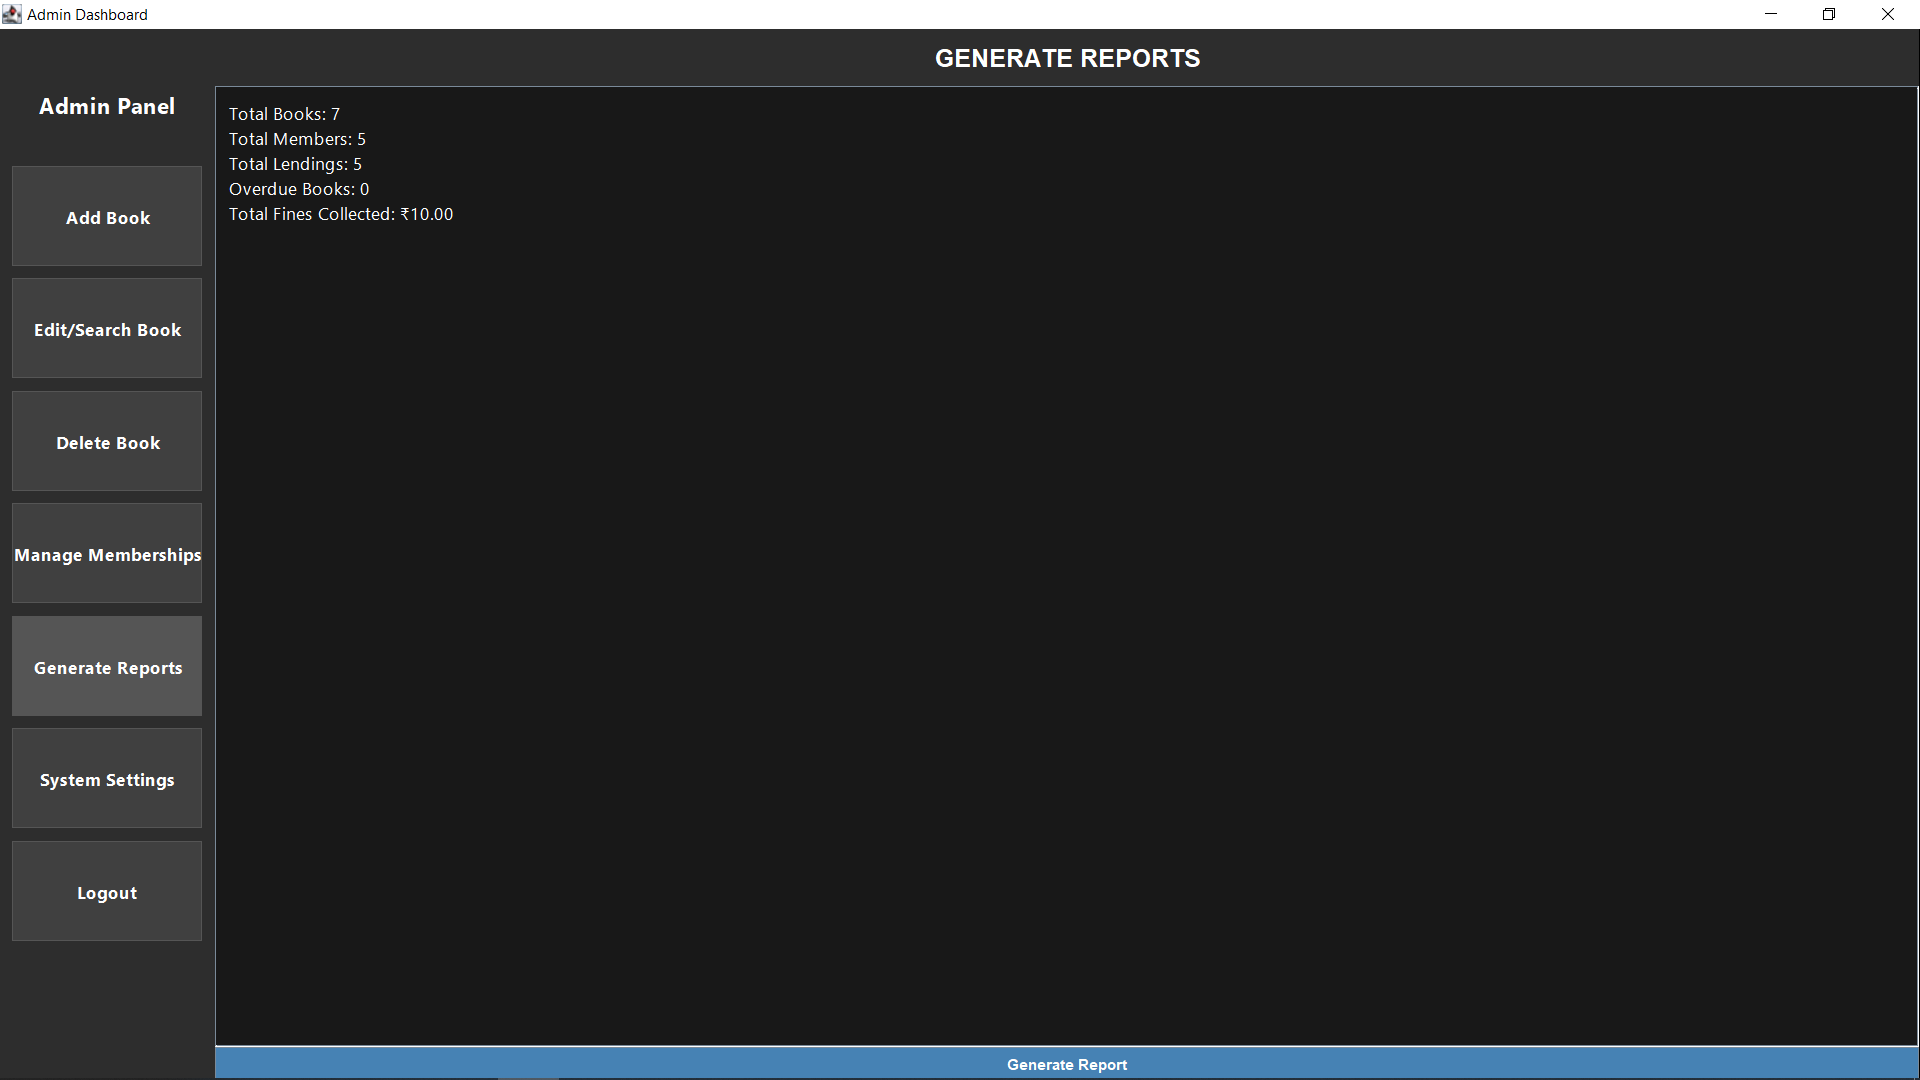 Admin Dashboard
GENERATE REPORTS
Admin Panel
Add Book
Edit/Search Book
Delete Book
Manage Memberships
Generate Reports
System Settings
Logout
Total Books: 7
Total Members: 5
Total Lendings: 5
Overdue Books: 0
Total Fines Collected: ₹10.00
Generate Report